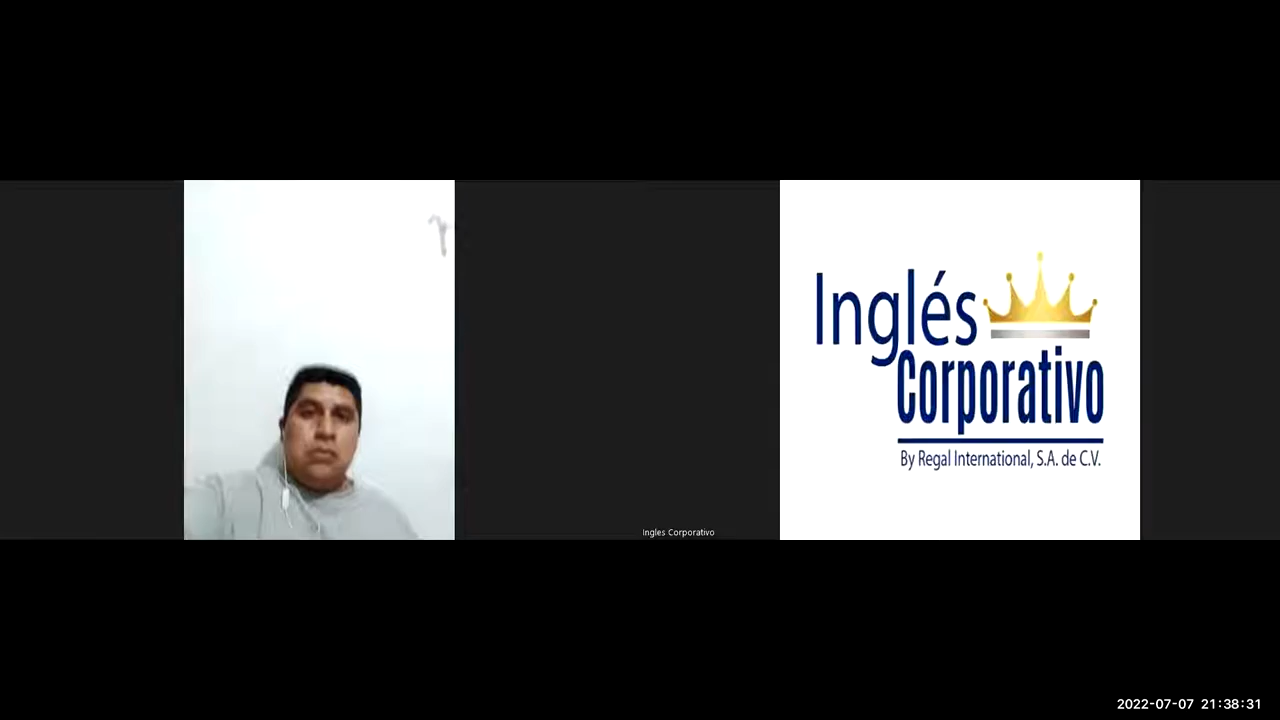 Inglés
Corporativo
By Regal International, S.A. de C.V.
Ingles Corporativo
2022-07-07 21:38:31